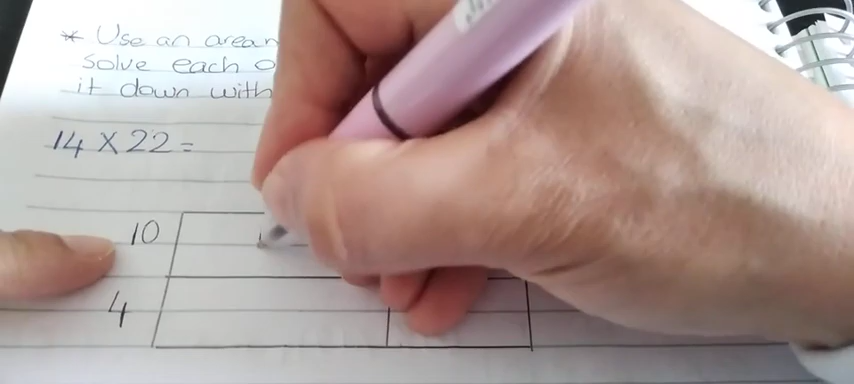 * Use an area
solve each
it down with
14 X 22 =
10
4